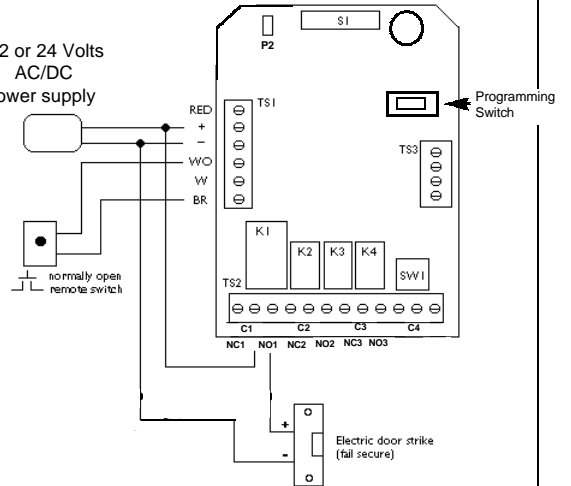 S1
P2
2 or 24 Volts
AC/DC
ower supply
Programming
Switch
RED
TS1
+
−
WO
W
BR
TS3
K1
K2
K3
K4
SW1
TS2
normally open
remote switch
C1 C2 C3 C4
NC1 NO1 NC2 NO2 NC3 NO3
+
-
Electric door strike
(fail secure)